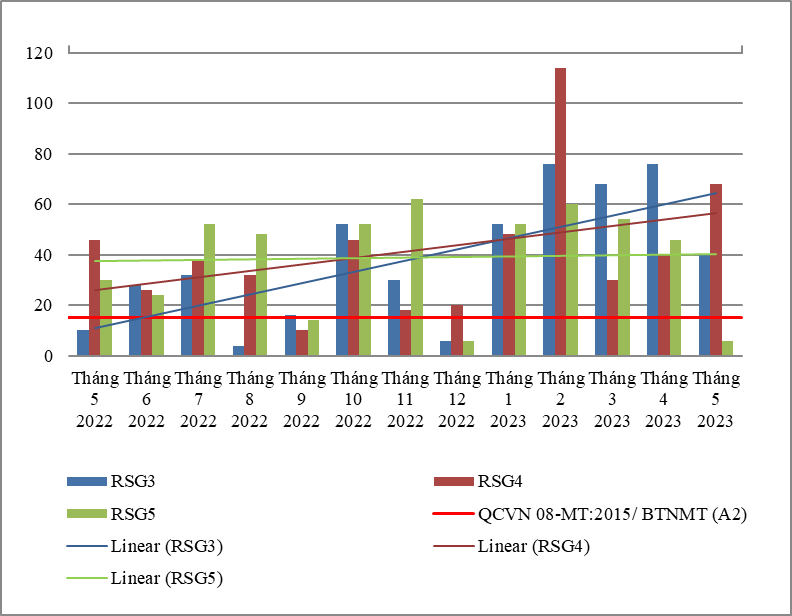 120
100
80
60
40
20
0
Tháng Tháng Tháng Tháng Tháng Tháng Tháng Tháng Tháng Tháng Tháng Tháng Tháng
5 6 7 8 9 10 11 12 1 2 3 4 5
2022 2022 2022 2022 2022 2022 2022 2022 2023 2023 2023 2023 2023
RSG3 RSG4
RSG5 QCVN 08-MT:2015/ BTNMT (A2)
Linear (RSG3) Linear (RSG4)
Linear (RSG5)